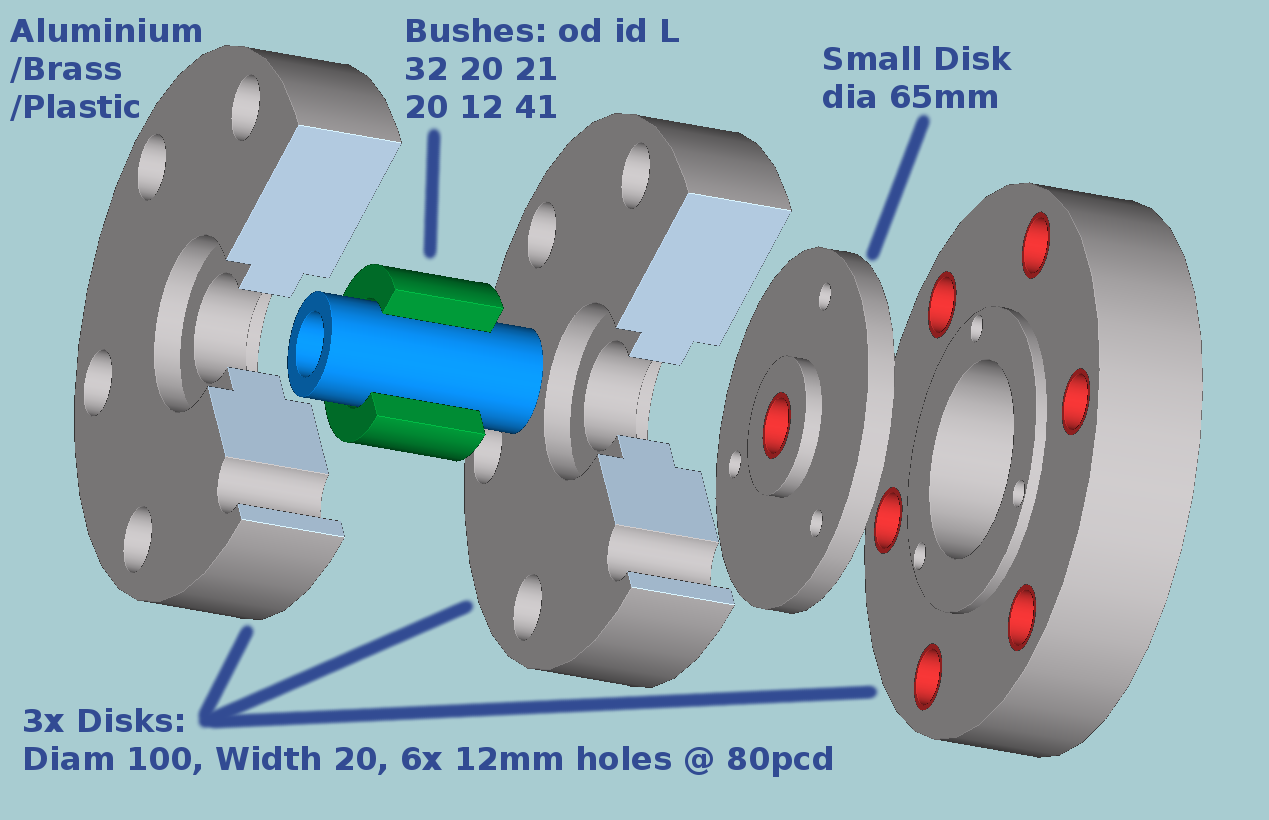 Aluminium
/Brass
/Plastic
Bushes: od id L
32 20 21
20 12 41
Small Disk
dia 65mm
3x Disks:
Diam 100, Width 20, 6x 12mm holes @ 80pcd